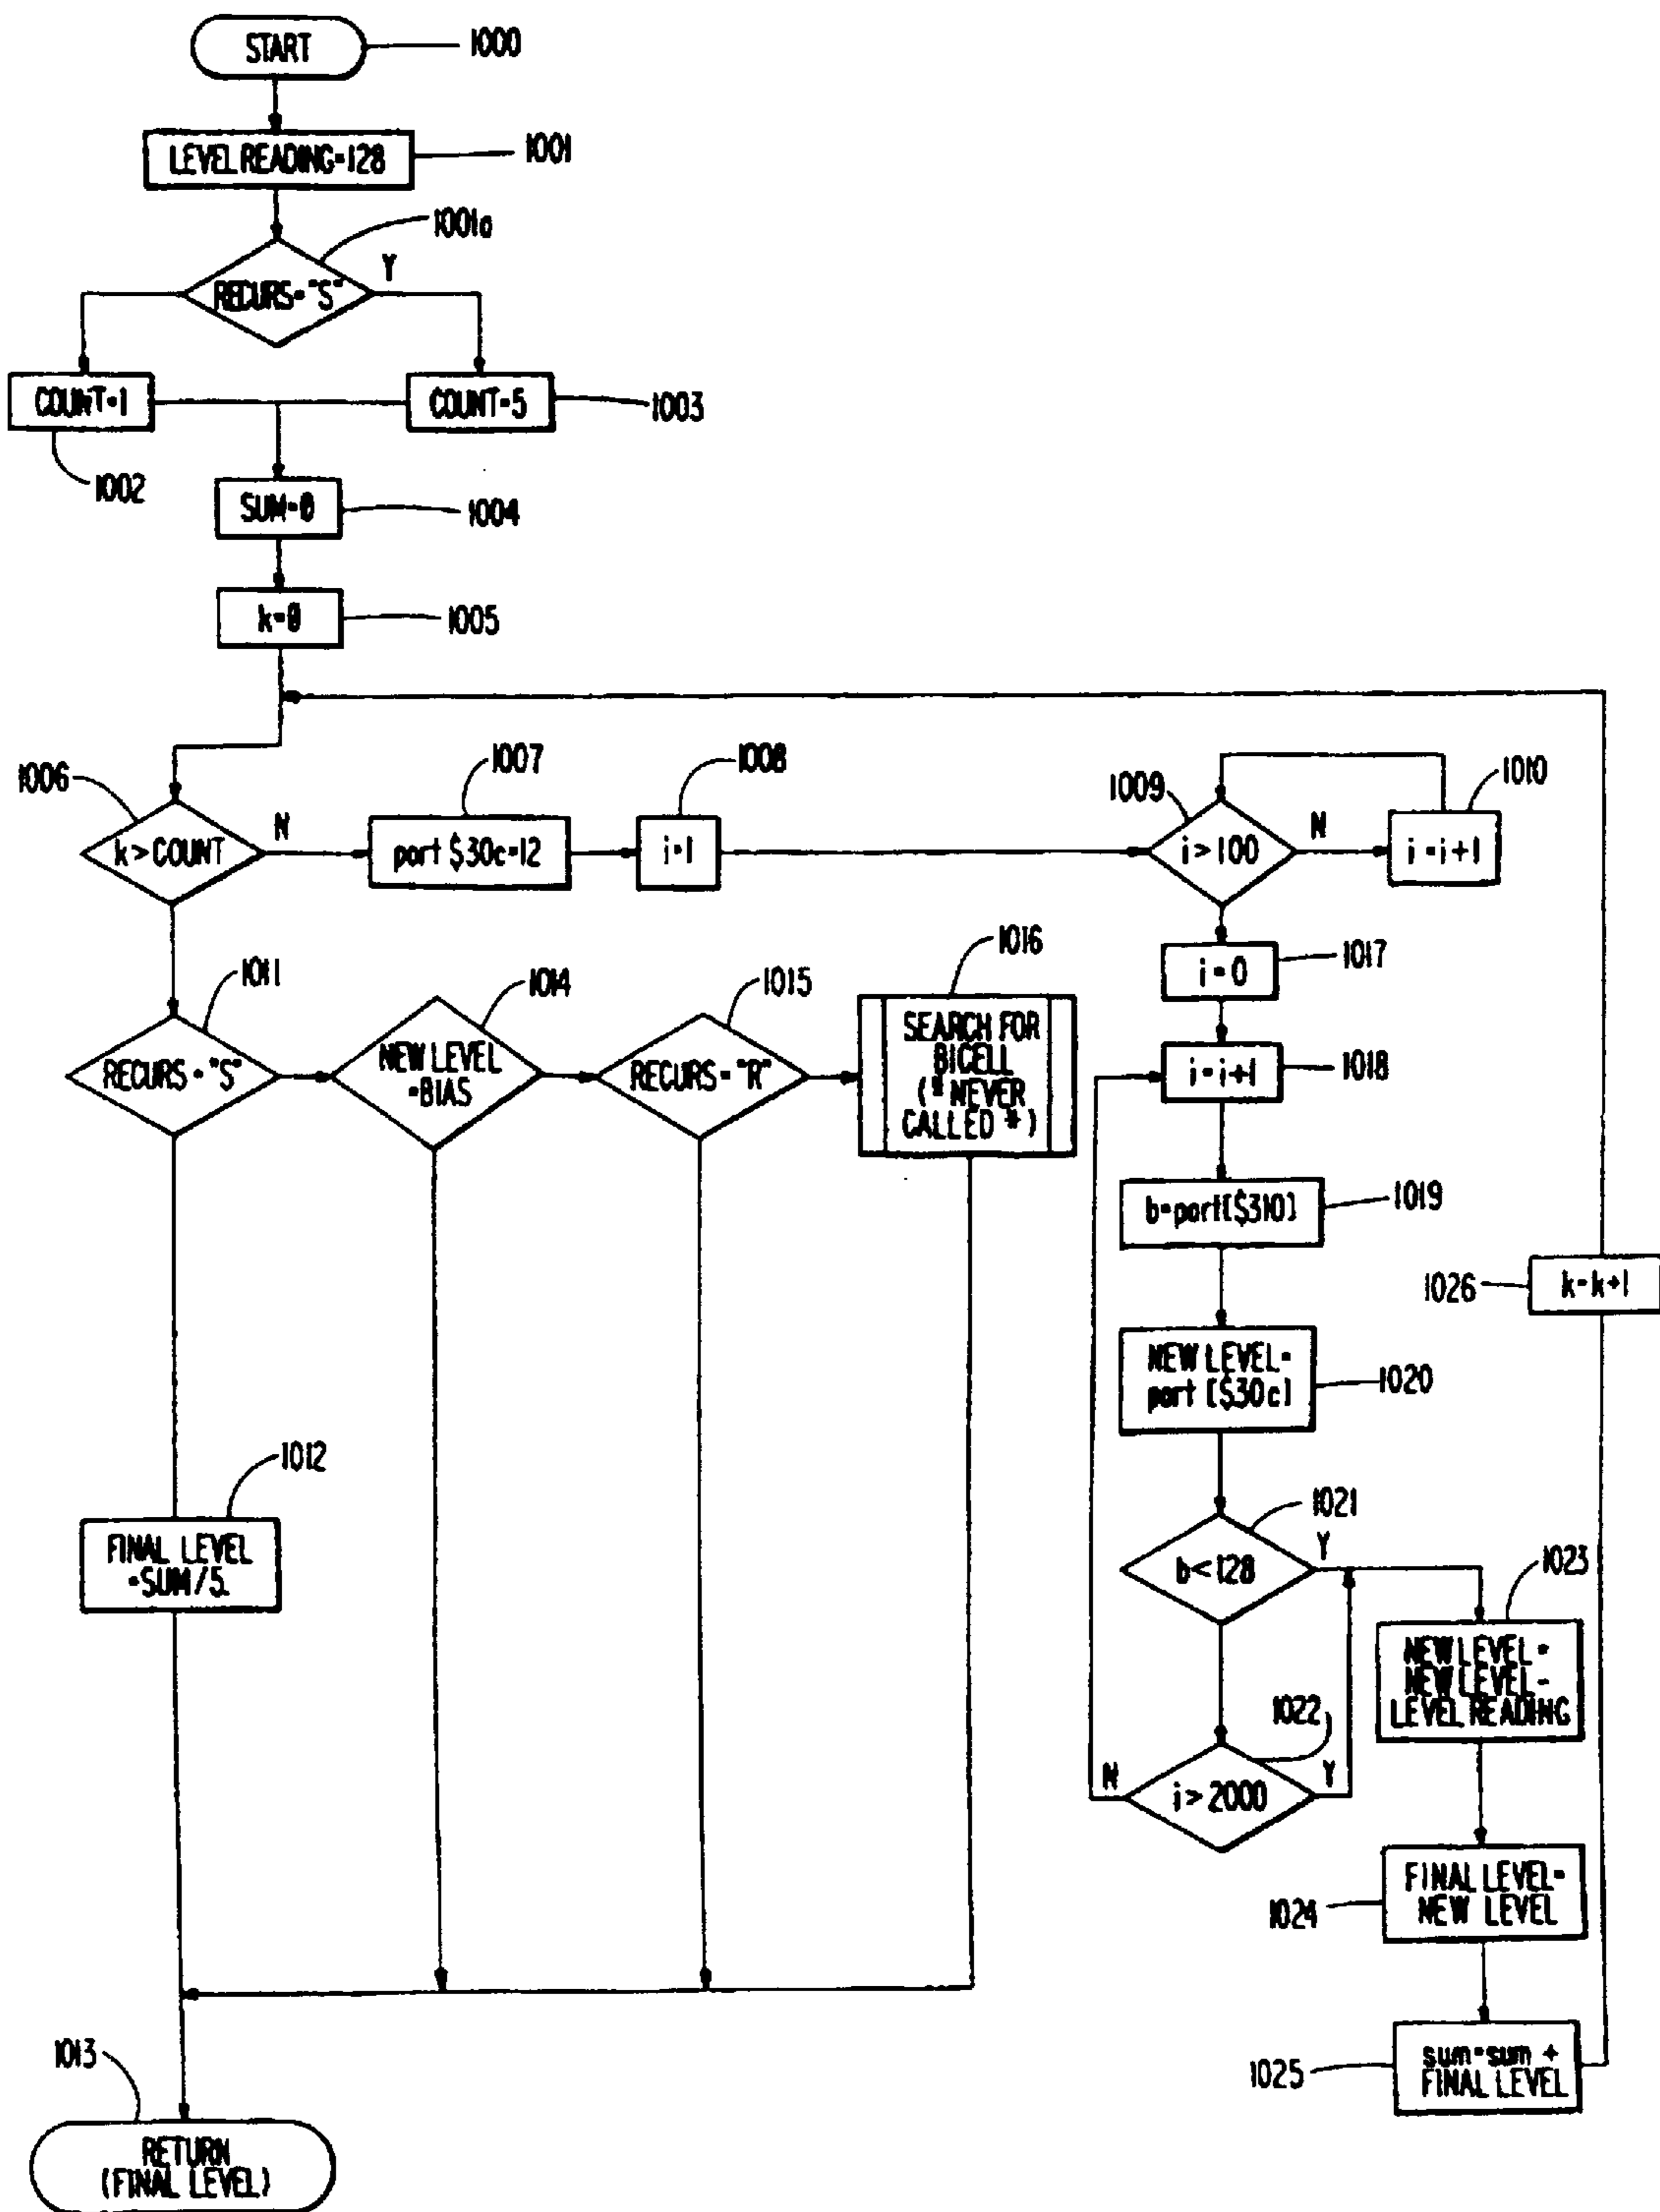 START
1000
LEVEL READING=128
1001
1001a
RECURS="S"
Y
COUNT=1
COUNT=5
1003
1002
SUM=0
1004
k=0
1005
1006
k>COUNT
N
1007
port $30c=12
1008
i=1
1009
i>100
N
1010
i=i+1
1017
i=0
1018
i=i+1
1011
RECURS="S"
1014
NEW LEVEL
=BIAS
1015
RECURS="R"
1016
SEARCH FOR
BICELL
(* NEVER
CALLED *)
b=port[$310]
1019
1026
k=k+1
NEW LEVEL=
port [$30c]
1020
1012
FINAL LEVEL
=SUM/5.
1021
b<128
Y
1023
NEW LEVEL=
NEW LEVEL-
LEVEL READING
1022
N
i>2000
Y
FINAL LEVEL=
NEW LEVEL
1024
sum=sum +
FINAL LEVEL
1025
1013
RETURN
(FINAL LEVEL)